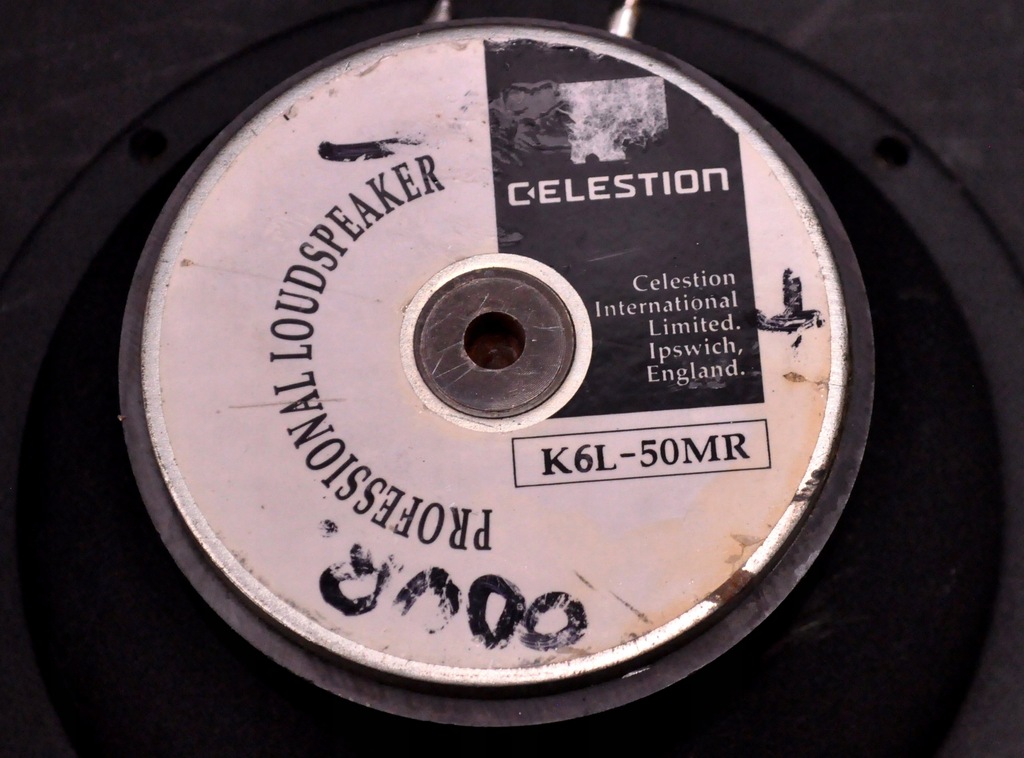 CELESTION
Celestion
International
Limited.
Ipswich,
England.
K6L-50MR
PROFESSIONAL LOUDSPEAKER